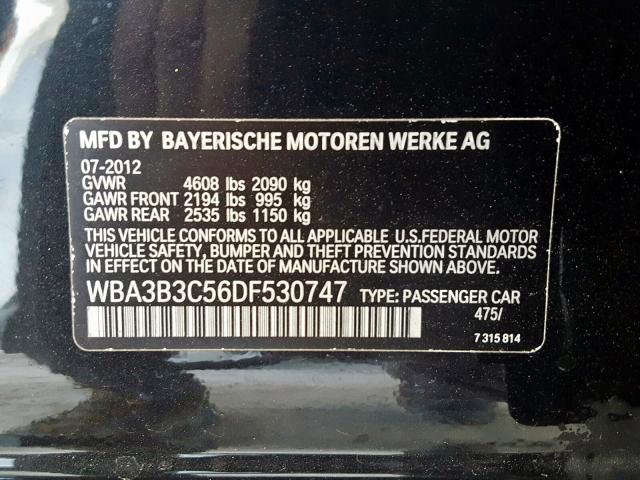 MFD BY BAYERISCHE MOTOREN WERKE AG
07-2012
GVWR 4608 lbs 2090 kg
GAWR FRONT 2194 lbs 995 kg
GAWR REAR 2535 lbs 1150 kg
THIS VEHICLE CONFORMS TO ALL APPLICABLE U.S.FEDERAL MOTOR
VEHICLE SAFETY, BUMPER AND THEFT PREVENTION STANDARDS
IN EFFECT ON THE DATE OF MANUFACTURE SHOWN ABOVE.
WBA3B3C56DF530747 TYPE: PASSENGER CAR
475/
7 315 814